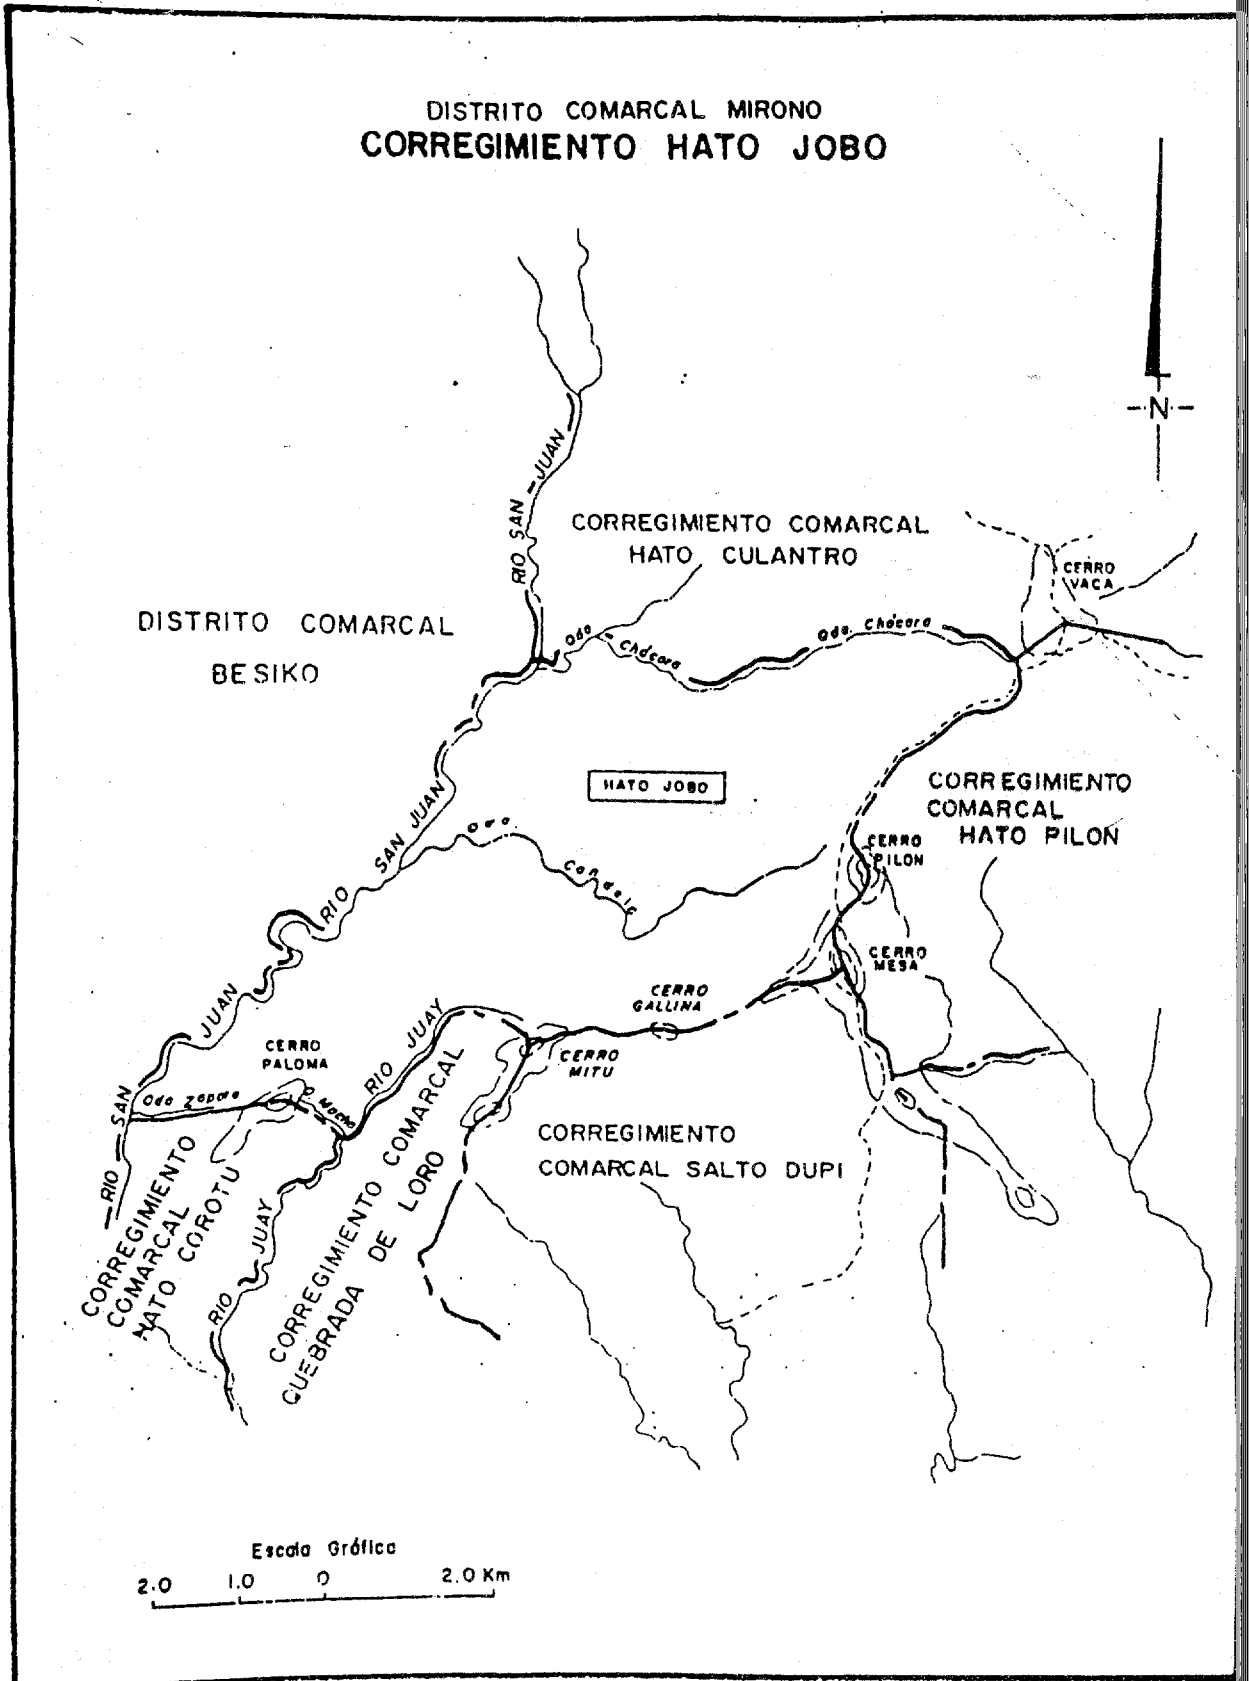 DISTRITO COMARCAL MIRONO
CORREGIMIENTO HATO JOBO
-N-
RIO SAN JUAN
CORREGIMIENTO COMARCAL
HATO CULANTRO
CERRO
VACA
DISTRITO COMARCAL
BESIKO
Qda
Chácara
Qda. Chácara
HATO JOBO
CORREGIMIENTO
COMARCAL
HATO PILON
CERRO
PILON
RIO SAN JUAN
Qda.
CERRO
MESA
CERRO
GALLINA
RIO SAN JUAN
CERRO
PALOMA
RIO JUAY
CERRO
MITU
Qda
Macho
CORREGIMIENTO
COMARCAL SALTO DUPI
CORREGIMIENTO
COMARCAL
HATO COROTU
RIO JUAY
CORREGIMIENTO COMARCAL
QUEBRADA DE LORO
Escala Gráfica
2.0 1.0 0 2.0 Km